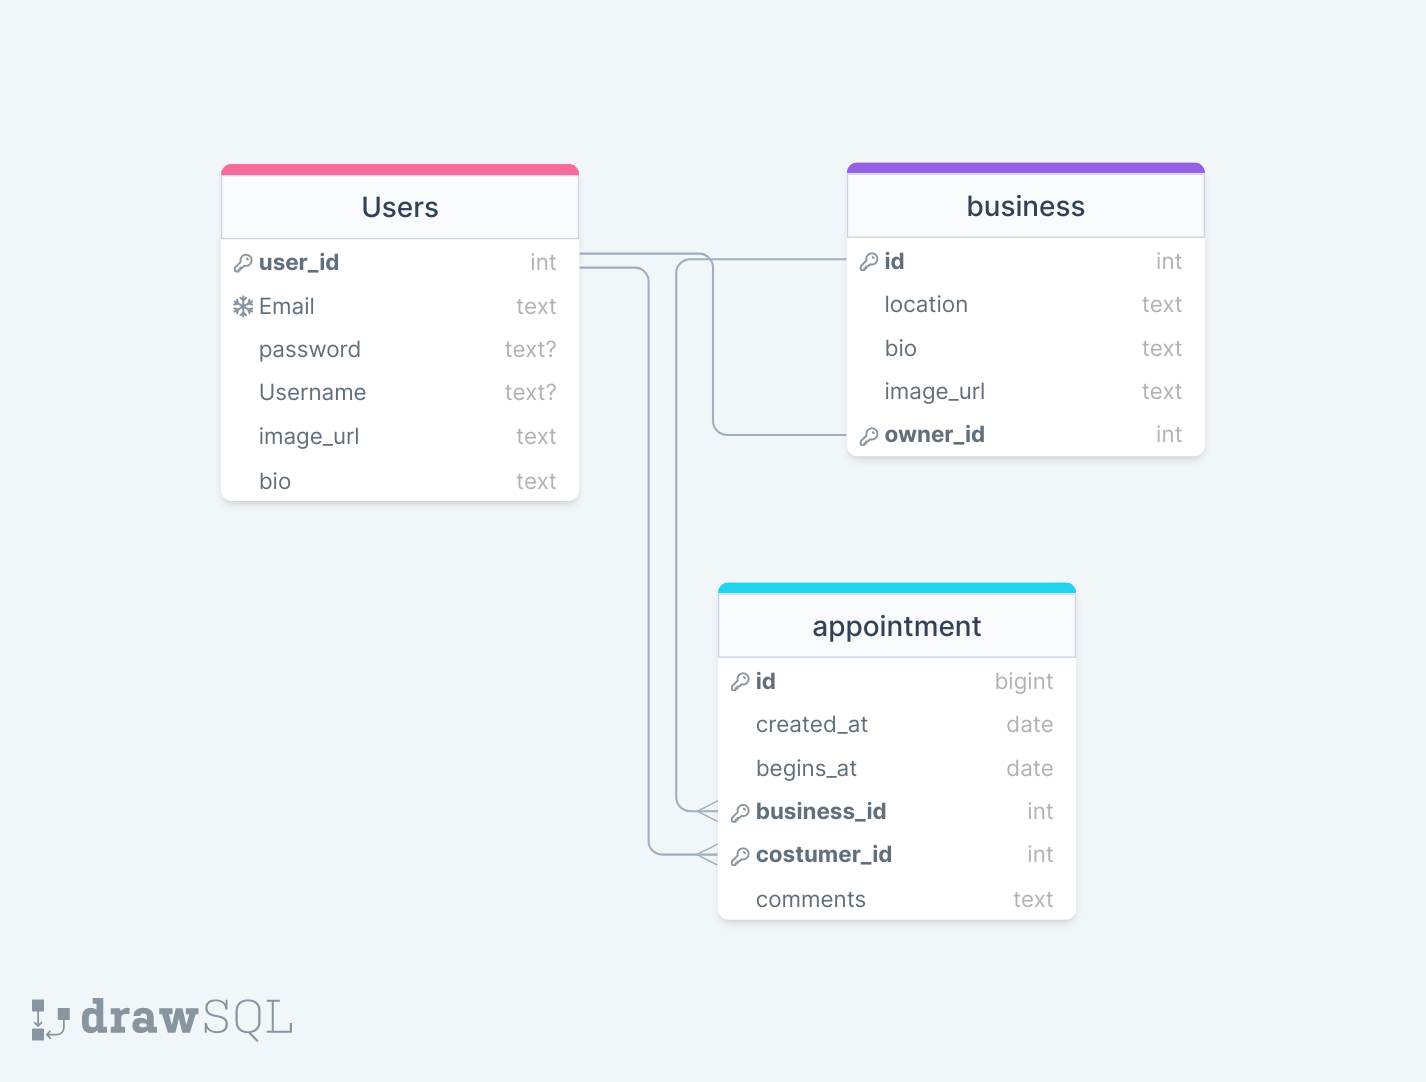 Users
user_id int
Email text
password text?
Username text?
image_url text
bio text
business
id int
location text
bio text
image_url text
owner_id int
appointment
id bigint
created_at date
begins_at date
business_id int
costumer_id int
comments text
drawSQL